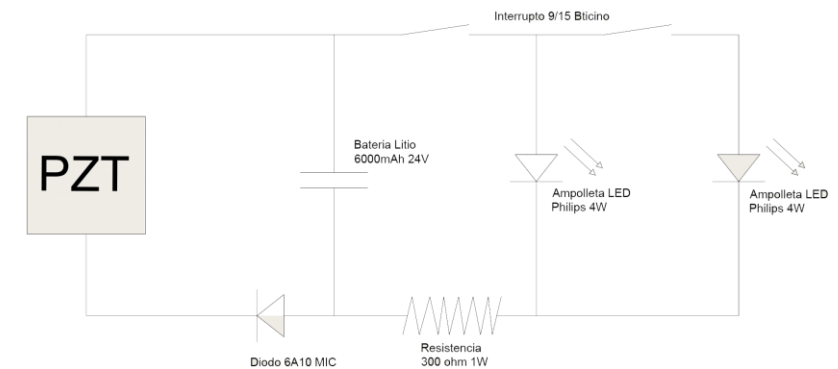 Interrupto 9/15 Bticino
PZT
Bateria Litio
6000mAh 24V
Ampolleta LED
Philips 4W
Ampolleta LED
Philips 4W
Diodo 6A10 MIC
Resistencia
300 ohm 1W